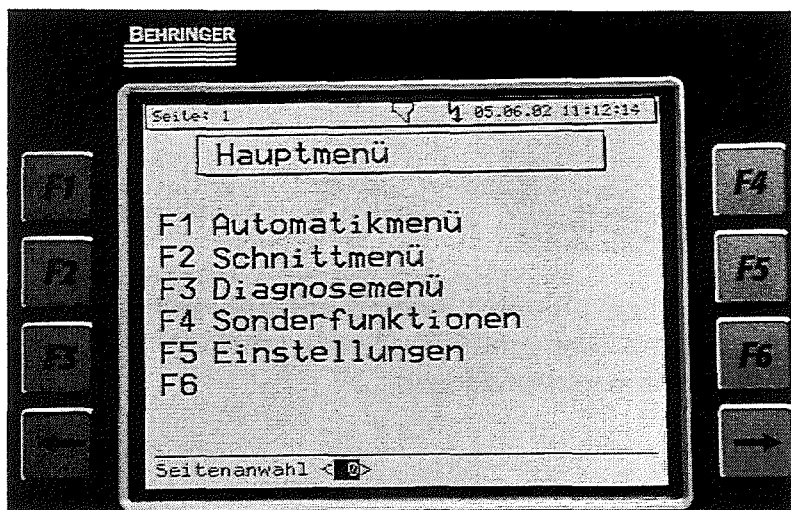 BEHRINGER
Seite: 1 05.06.02 11:12:14
Hauptmenü
F1 Automatikmenü
F2 Schnittmenü
F3 Diagnosemenü
F4 Sonderfunktionen
F5 Einstellungen
F6
Seitenanwahl < 0>
F1
F2
F3
F4
F5
F6